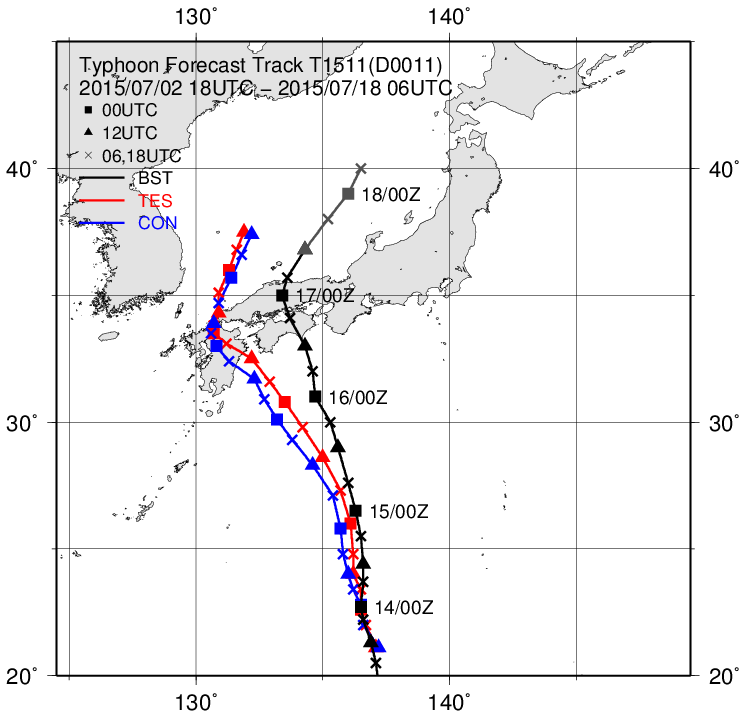 130° 140°
Typhoon Forecast Track T1511(D0011)
2015/07/02 18UTC – 2015/07/18 06UTC
00UTC
12UTC
06,18UTC
40° 40°
BST
18/00Z
TES
CON
17/00Z
16/00Z
30° 30°
15/00Z
14/00Z
20° 20°
130° 140°